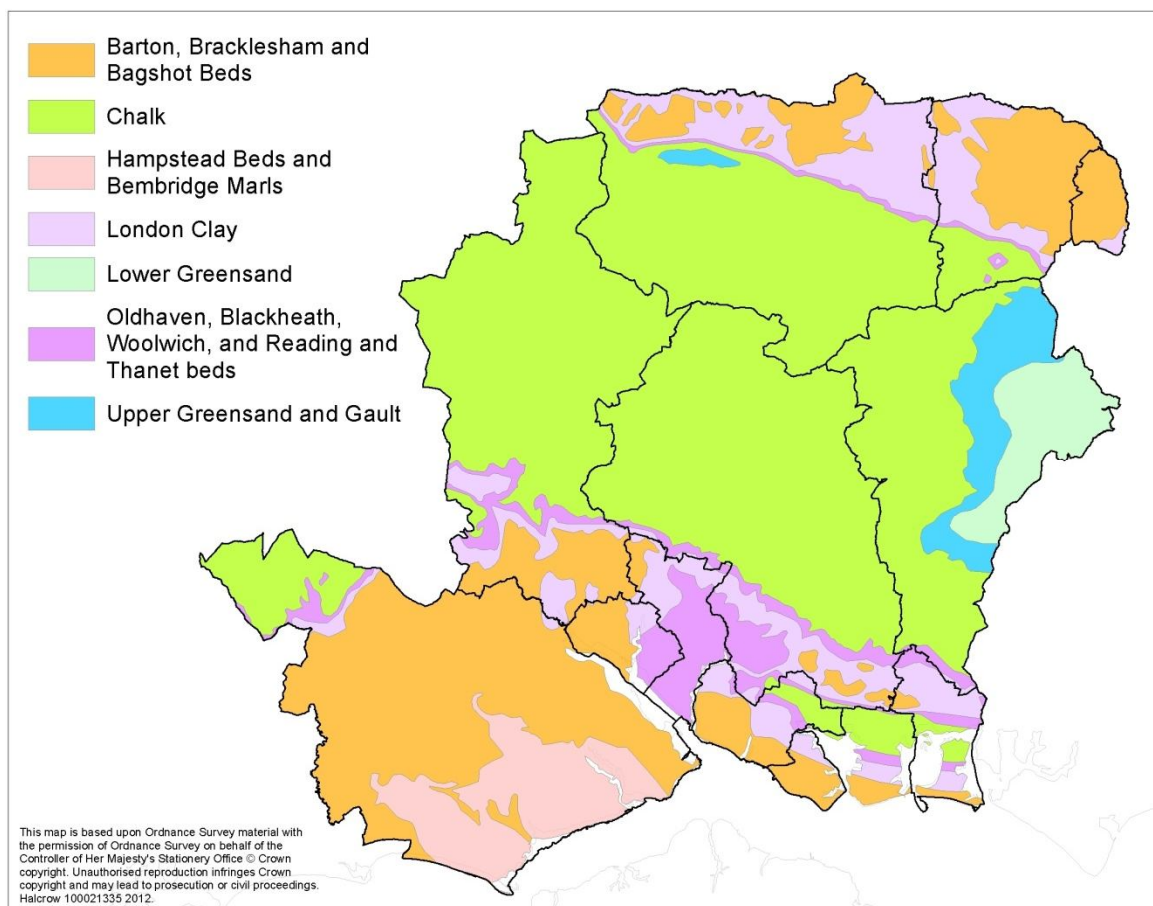 Barton, Bracklesham and
Bagshot Beds
Chalk
Hampstead Beds and
Bembridge Marls
London Clay
Lower Greensand
Oldhaven, Blackheath,
Woolwich, and Reading and
Thanet beds
Upper Greensand and Gault
This map is based upon Ordnance Survey material with
the permission of Ordnance Survey on behalf of the
Controller of Her Majesty's Stationery Office © Crown
copyright. Unauthorised reproduction infringes Crown
copyright and may lead to prosecution or civil proceedings.
Halcrow 100021335 2012.